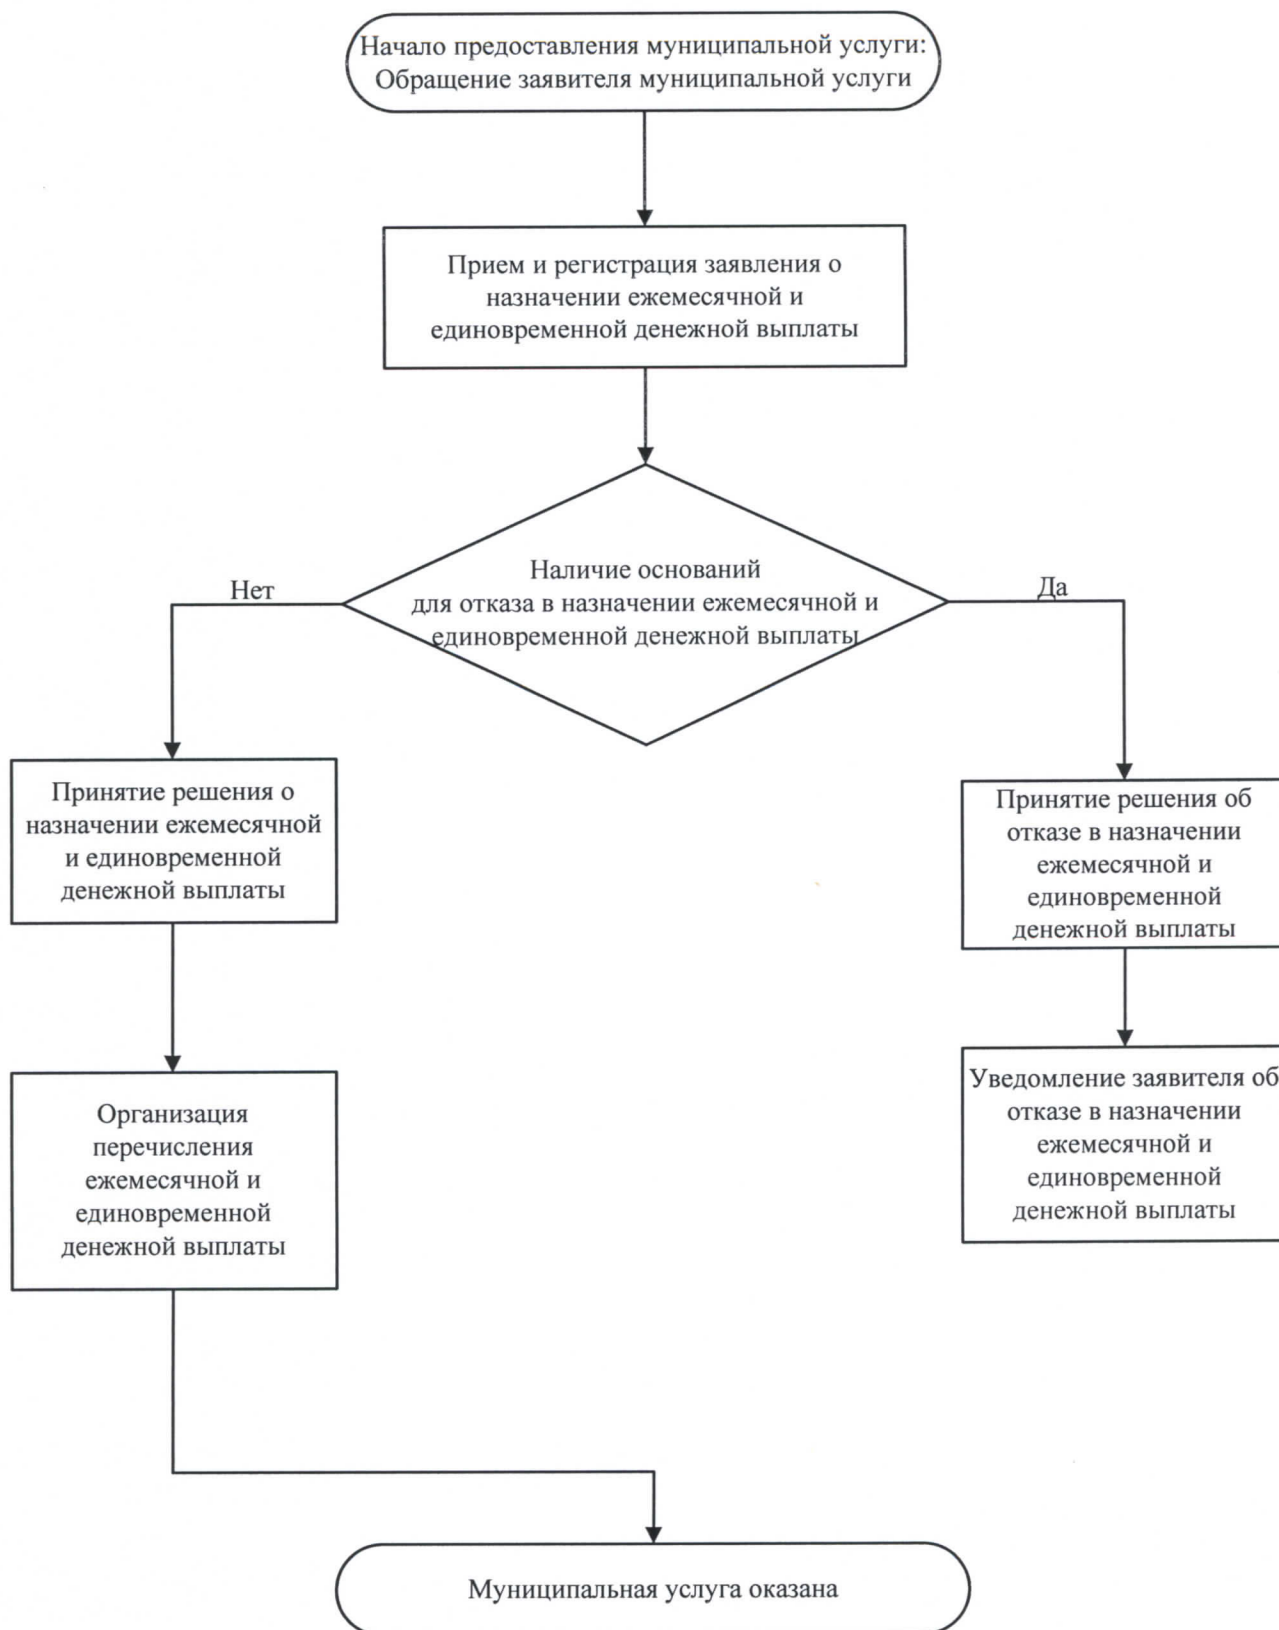 Начало предоставления муниципальной услуги:
Обращение заявителя муниципальной услуги
Прием и регистрация заявления о
назначении ежемесячной и
единовременной денежной выплаты
Наличие оснований
для отказа в назначении ежемесячной и
единовременной денежной выплаты
Нет
Да
Принятие решения о
назначении ежемесячной
и единовременной
денежной выплаты
Принятие решения об
отказе в назначении
ежемесячной и
единовременной
денежной выплаты
Организация
перечисления
ежемесячной и
единовременной
денежной выплаты
Уведомление заявителя об
отказе в назначении
ежемесячной и
единовременной
денежной выплаты
Муниципальная услуга оказана